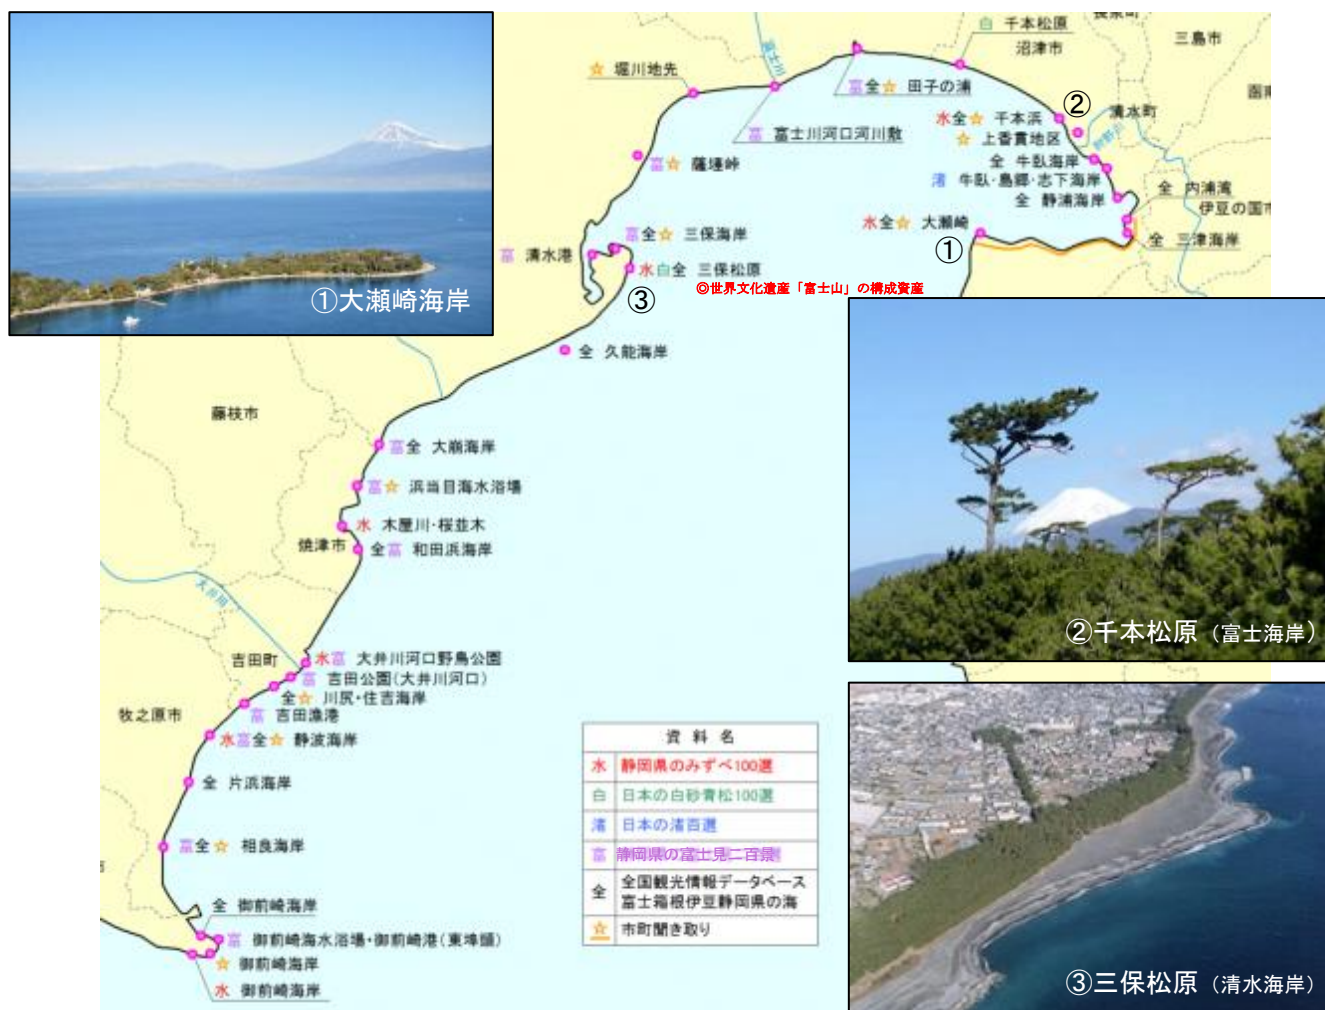 ①大瀬崎海岸
白 千本松原
沼津市
三島市
富士川
☆ 堀川地先
富全☆ 田子の浦
②
清水町
水全☆ 千本浜
☆ 上香貫地区
富 富士川河口河川敷
全 牛臥海岸
富☆ 薩埵峠
渚 牛臥・島郷・志下海岸
全 内浦湾
全 静浦海岸
伊豆の国市
水全☆ 大瀬崎
①
全 三津海岸
富全☆ 三保海岸
富 清水港
水白全 三保松原
◎世界文化遺産「富士山」の構成資産
③
全 久能海岸
藤枝市
富全 大崩海岸
富☆ 浜当目海水浴場
水 木屋川・桜並木
焼津市
全富 和田浜海岸
大井川
②千本松原（富士海岸）
吉田町
水富 大井川河口野鳥公園
富 吉田公園(大井川河口)
全☆ 川尻・住吉海岸
富 吉田漁港
牧之原市
水富全☆ 静波海岸
全 片浜海岸
富全☆ 相良海岸
全 御前崎海岸
富 御前崎海水浴場・御前崎港(東埠頭)
☆ 御前崎海岸
水 御前崎海岸
資料名
水 静岡県のみずべ100選
白 日本の白砂青松100選
渚 日本の渚百選
富 静岡県の富士見二百景
全 全国観光情報データベース
富士箱根伊豆静岡県の海
☆ 市町聞き取り
③三保松原（清水海岸）